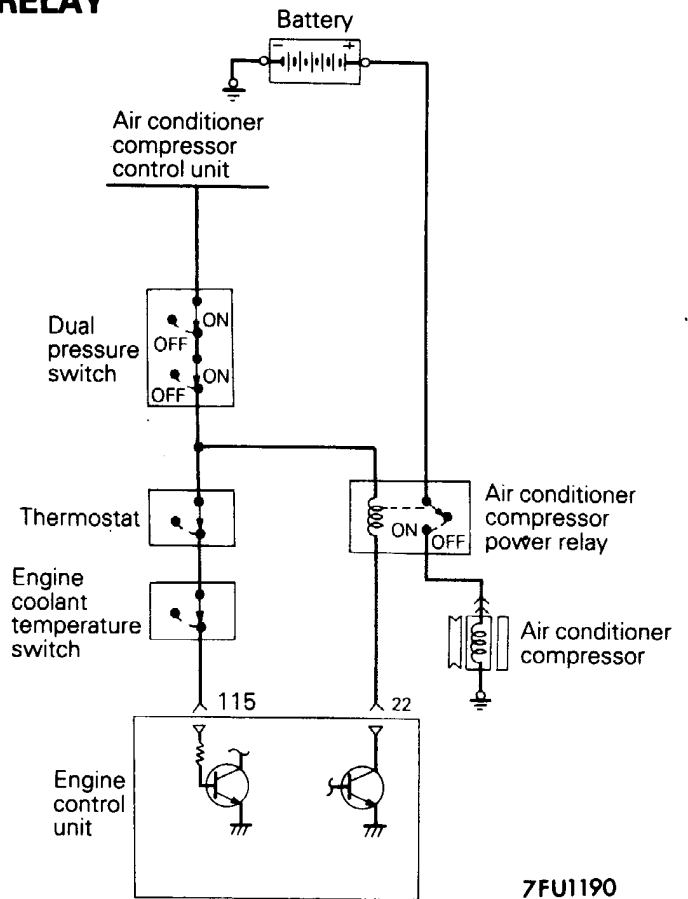 RELAY
Battery
− +
Air conditioner
compressor
control unit
Dual
pressure
switch
ON
OFF
ON
OFF
Thermostat
Air conditioner
compressor
power relay
ON
OFF
Engine
coolant
temperature
switch
Air conditioner
compressor
115
22
Engine
control
unit
7FU1190